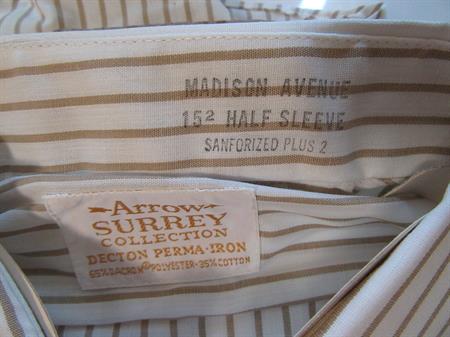 MADISON AVENUE
15² HALF SLEEVE
SANFORIZED PLUS 2
Arrow
SURREY
COLLECTION
DECTON PERMA-IRON
65% DACRON® POLYESTER·35% COTTON